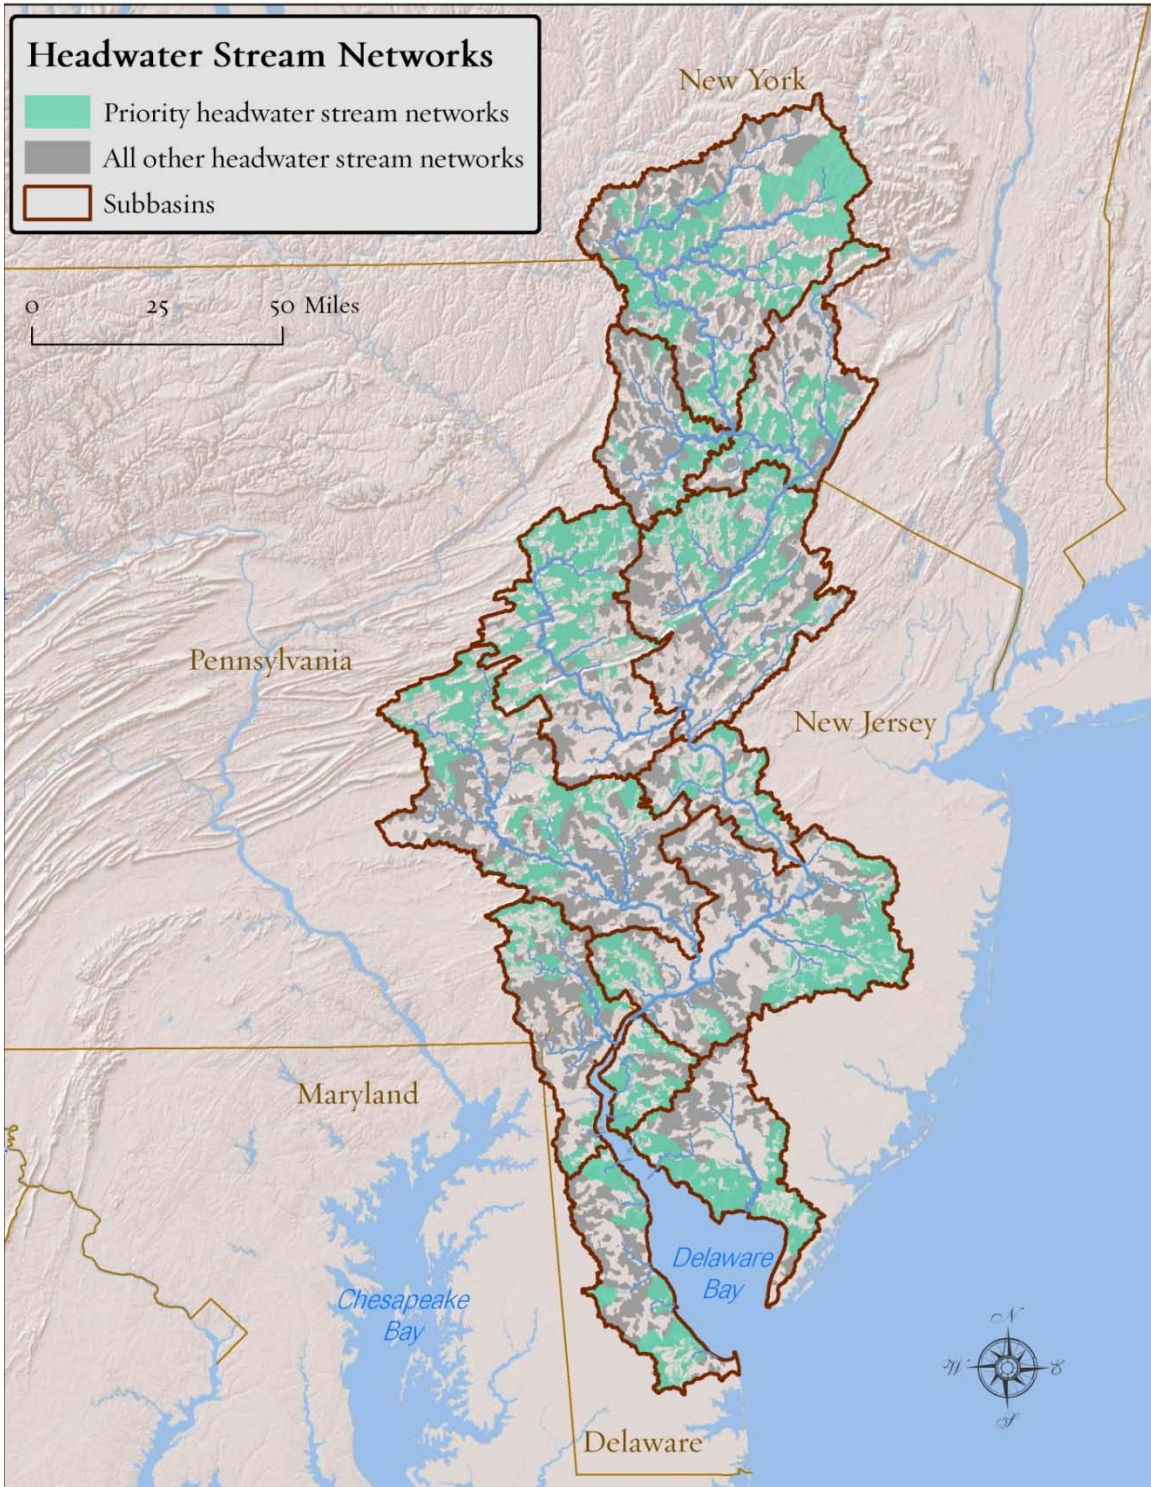 Headwater Stream Networks
Priority headwater stream networks
All other headwater stream networks
Subbasins
New York
0 25 50 Miles
Pennsylvania
New Jersey
Maryland
Delaware
Bay
Chesapeake
Bay
N
W E
S
Delaware